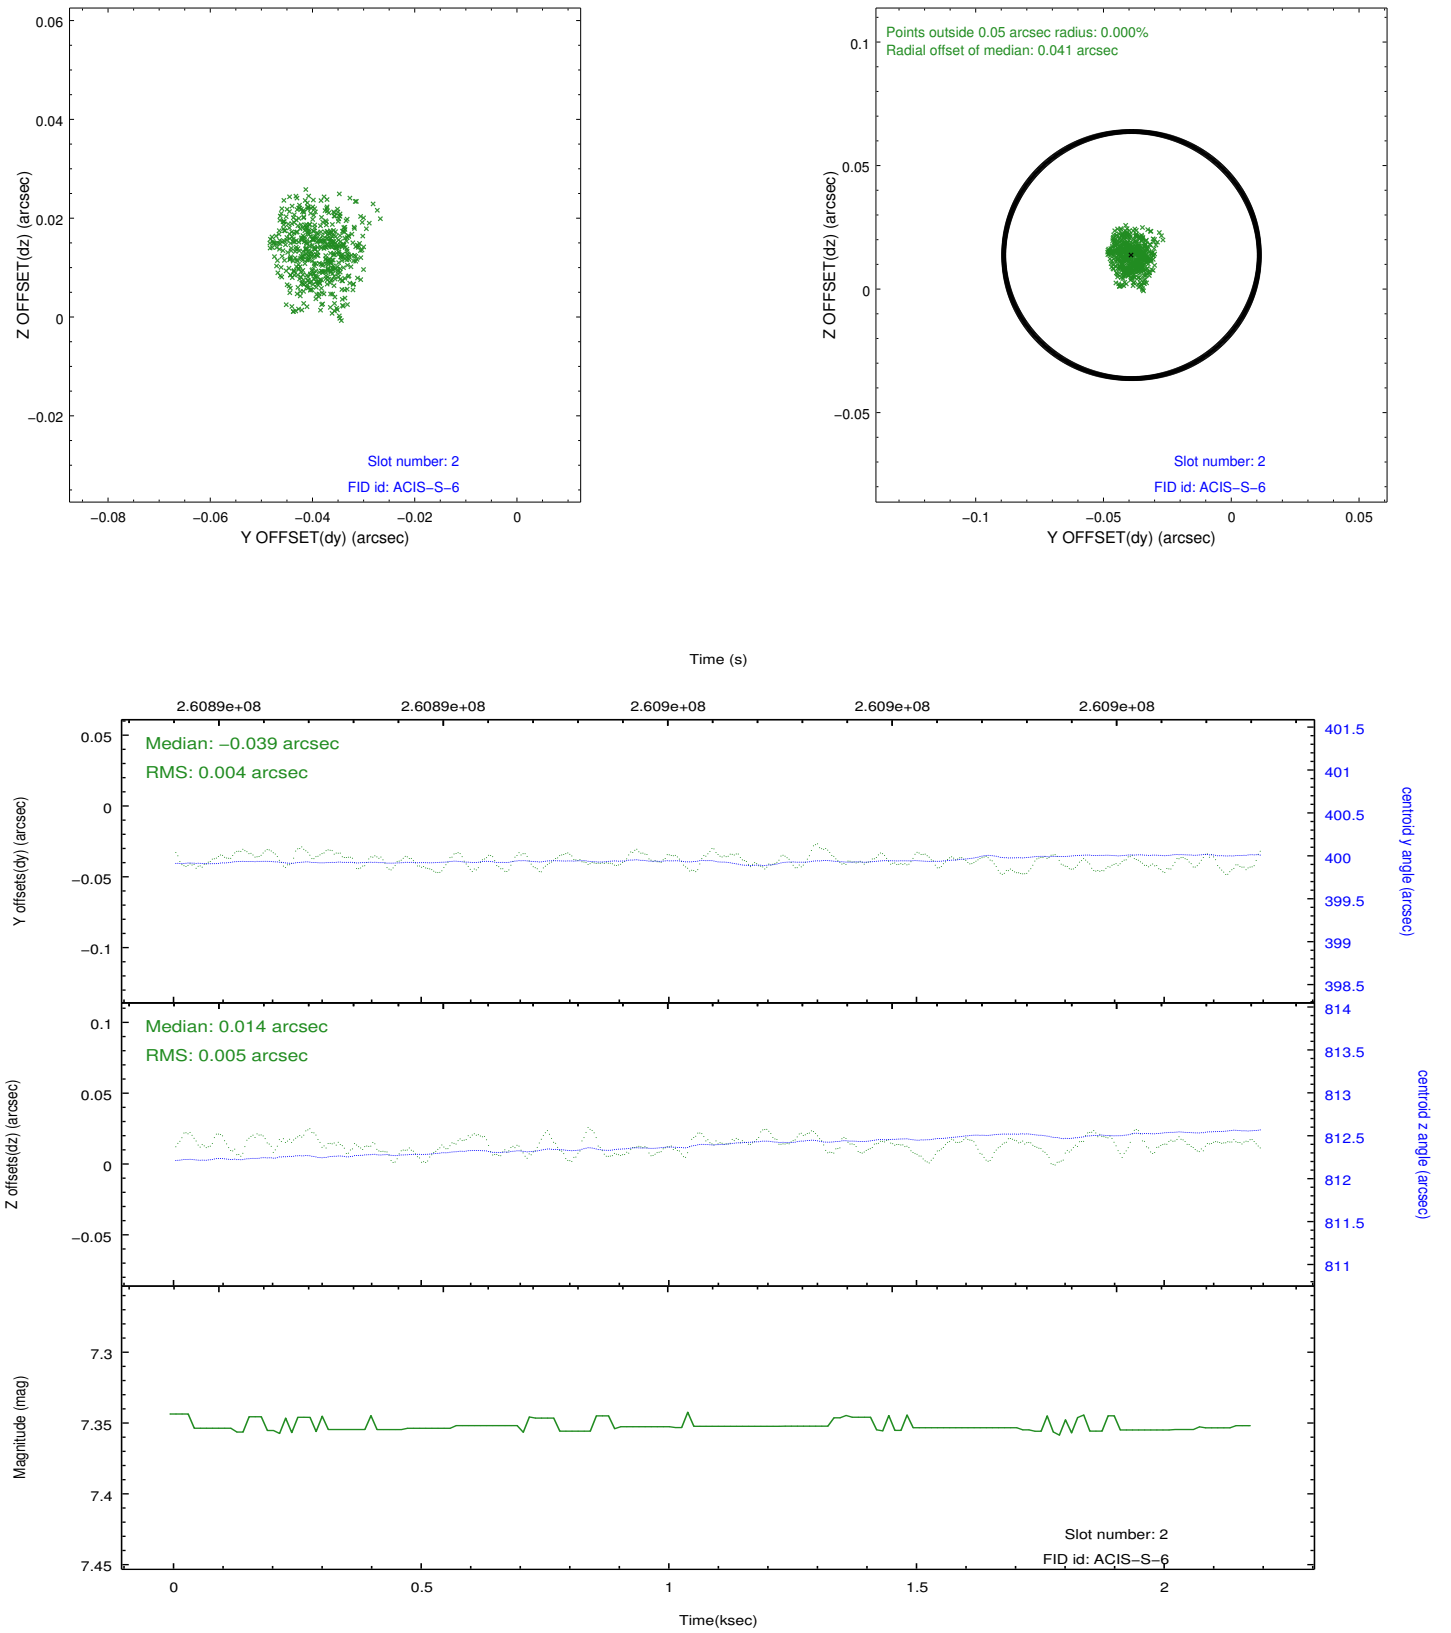 0.06
0.04
0.02
0
−0.02
Z OFFSET(dz) (arcsec)
Slot number: 2
FID id: ACIS−S−6
−0.08
−0.06
−0.04
−0.02
0
Y OFFSET(dy) (arcsec)
Points outside 0.05 arcsec radius: 0.000%
Radial offset of median: 0.041 arcsec
0.1
0.05
0
−0.05
Z OFFSET(dz) (arcsec)
Slot number: 2
FID id: ACIS−S−6
−0.1
−0.05
0
0.05
Y OFFSET(dy) (arcsec)
Time (s)
2.6089e+08
2.6089e+08
2.609e+08
2.609e+08
2.609e+08
Median: −0.039 arcsec
RMS: 0.004 arcsec
0.05
0
−0.05
−0.1
Y offsets(dy) (arcsec)
401.5
401
400.5
400
399.5
399
398.5
centroid y angle (arcsec)
Median: 0.014 arcsec
RMS: 0.005 arcsec
0.1
0.05
0
−0.05
Z offsets(dz) (arcsec)
814
813.5
813
812.5
812
811.5
811
centroid z angle (arcsec)
7.3
7.35
7.4
7.45
Magnitude (mag)
Slot number: 2
FID id: ACIS−S−6
0
0.5
1
1.5
2
Time(ksec)